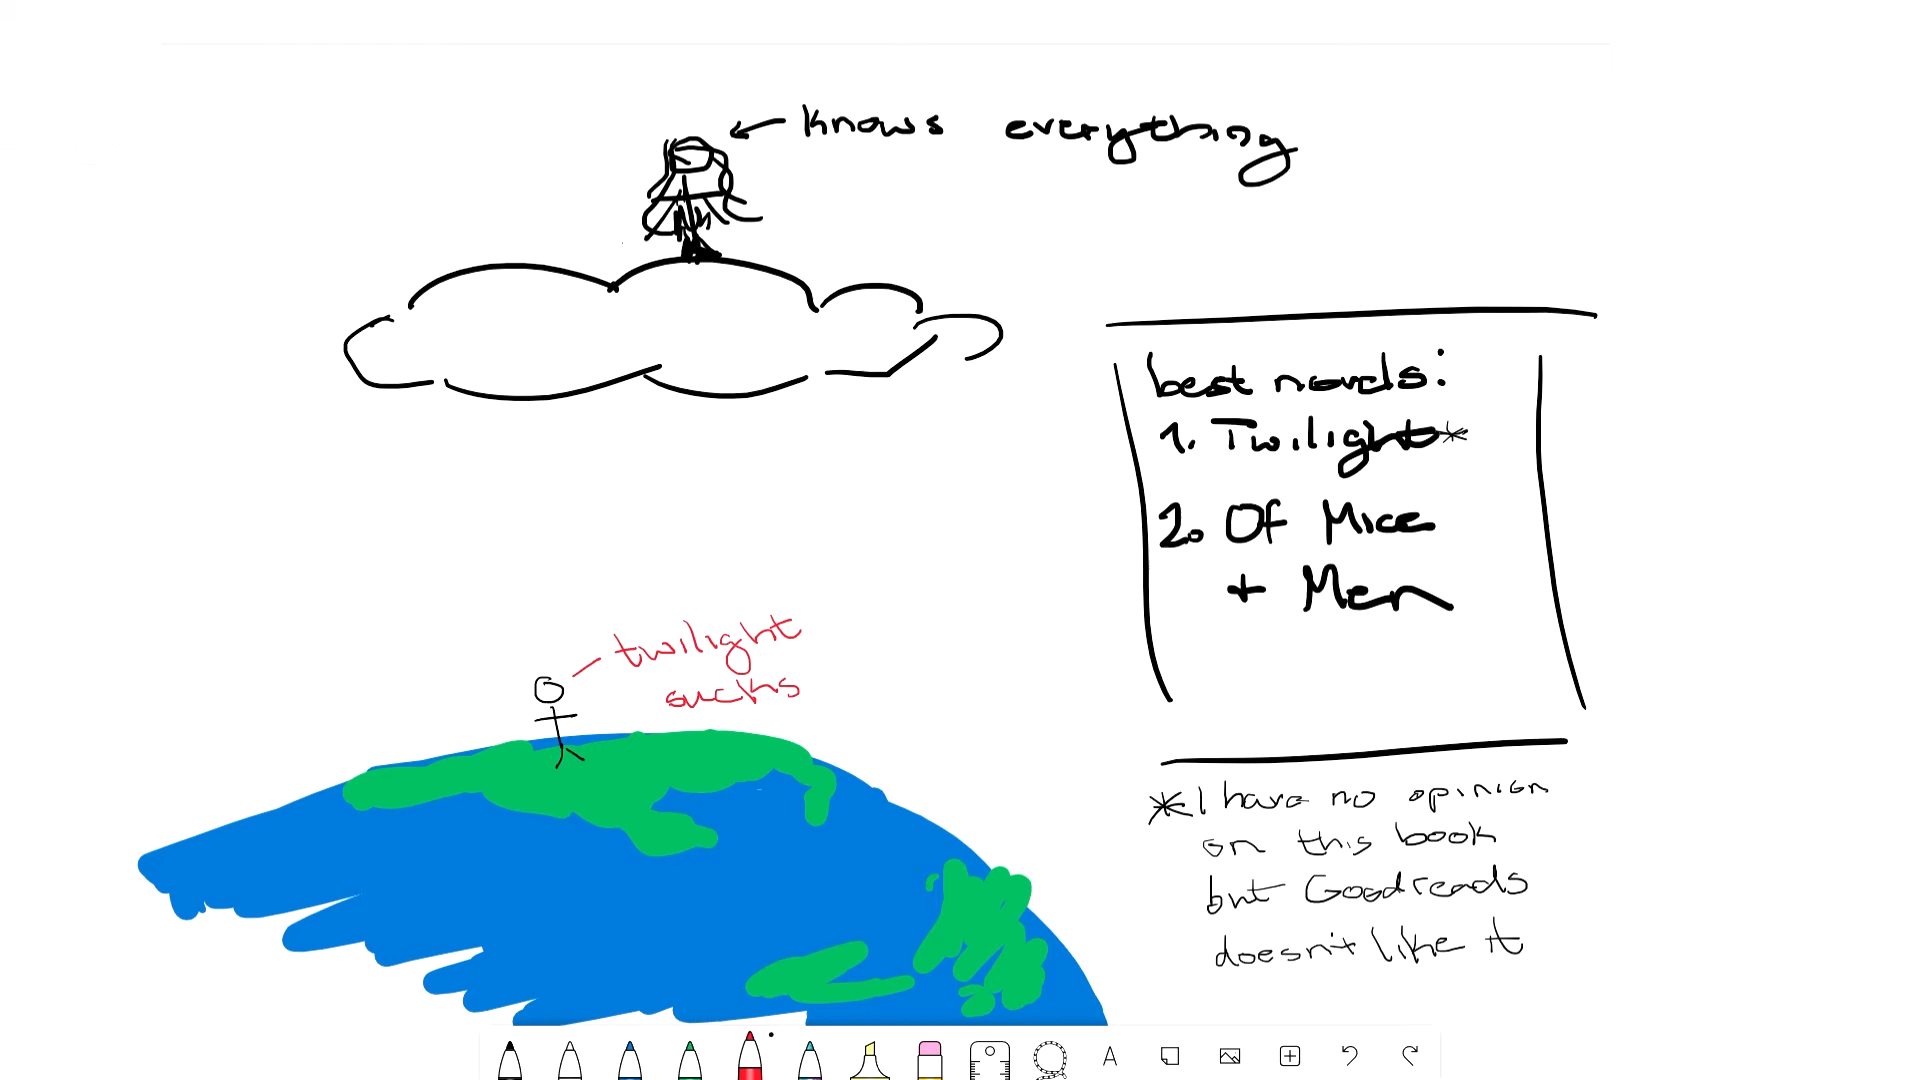 knows everything
best novels:
1. Twilight*
2. Of Mice
+ Men
twilight
sucks
*I have no opinion
on this book
but Goodreads
doesn't like it
A